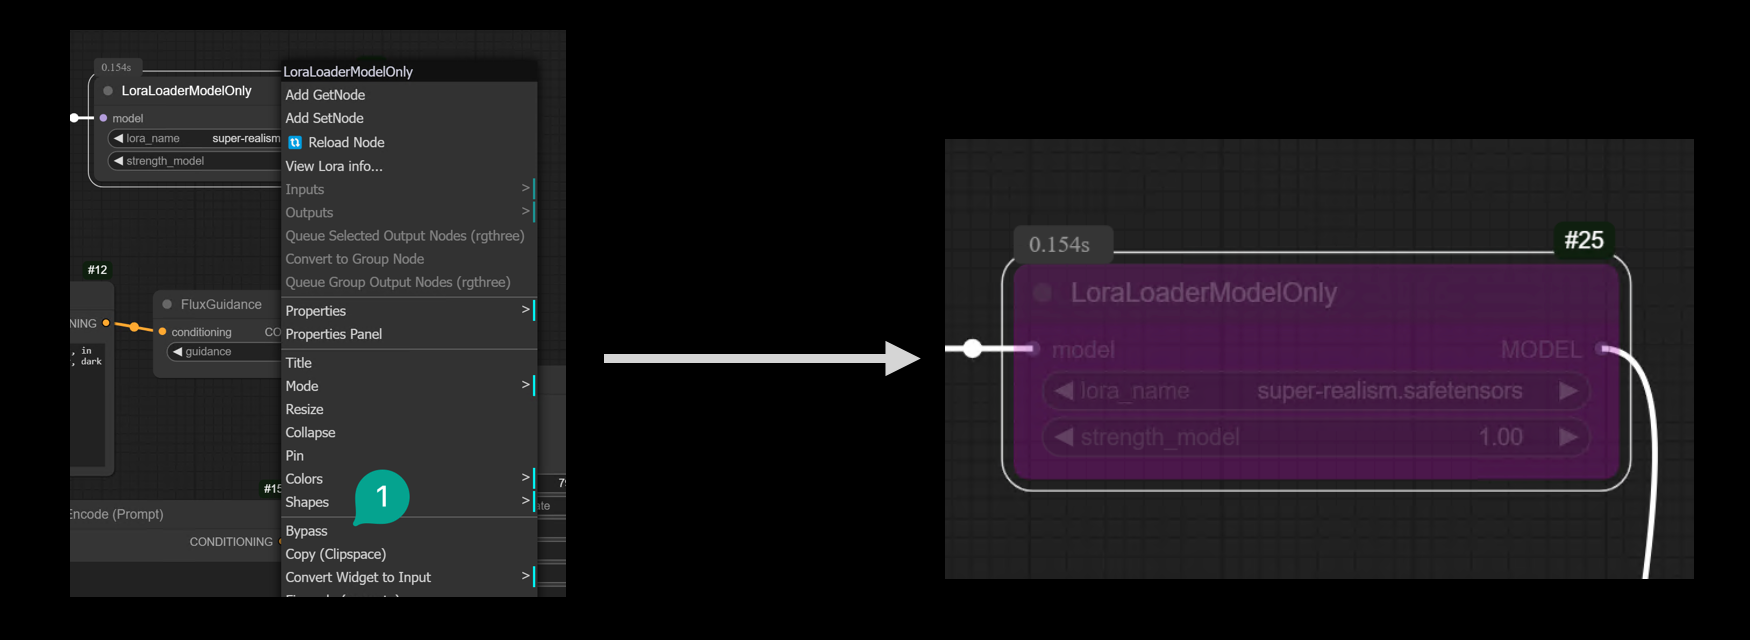 0.154s
LoraLoaderModelOnly
model
lora_name super-realism
strength_model
#12
FluxGuidance
NING
conditioning CO
guidance
, in
, dark
#15
Encode (Prompt)
CONDITIONING
LoraLoaderModelOnly
Add GetNode
Add SetNode
Reload Node
View Lora info...
Inputs >
Outputs >
Queue Selected Output Nodes (rgthree)
Convert to Group Node
Queue Group Output Nodes (rgthree)
Properties >
Properties Panel
Title
Mode >
Resize
Collapse
Pin
Colors >
Shapes >
1
Bypass
Copy (Clipspace)
Convert Widget to Input >
0.154s
#25
LoraLoaderModelOnly
model MODEL
lora_name super-realism.safetensors
strength_model 1.00